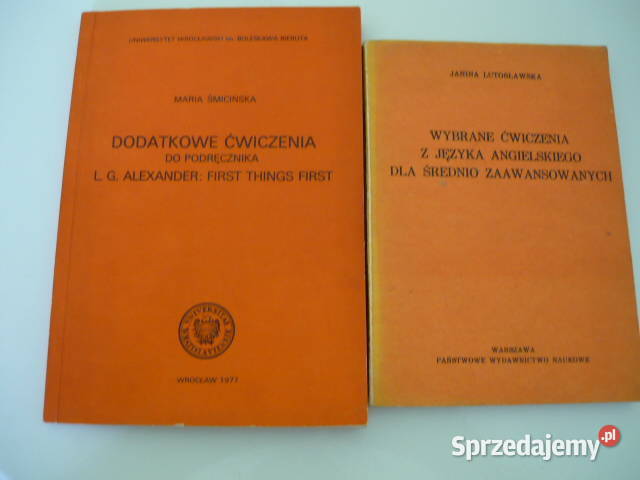 UNIWERSYTET WROCŁAWSKI im. BOLESŁAWA BIERUTA
MARIA ŚMICIŃSKA
DODATKOWE ĆWICZENIA
DO PODRĘCZNIKA
L. G. ALEXANDER: FIRST THINGS FIRST
WROCŁAW 1977
JANINA LUTOSŁAWSKA
WYBRANE ĆWICZENIA
Z JĘZYKA ANGIELSKIEGO
DLA ŚREDNIO ZAAWANSOWANYCH
WARSZAWA
PAŃSTWOWE WYDAWNICTWO NAUKOWE
Sprzedajemy.pl